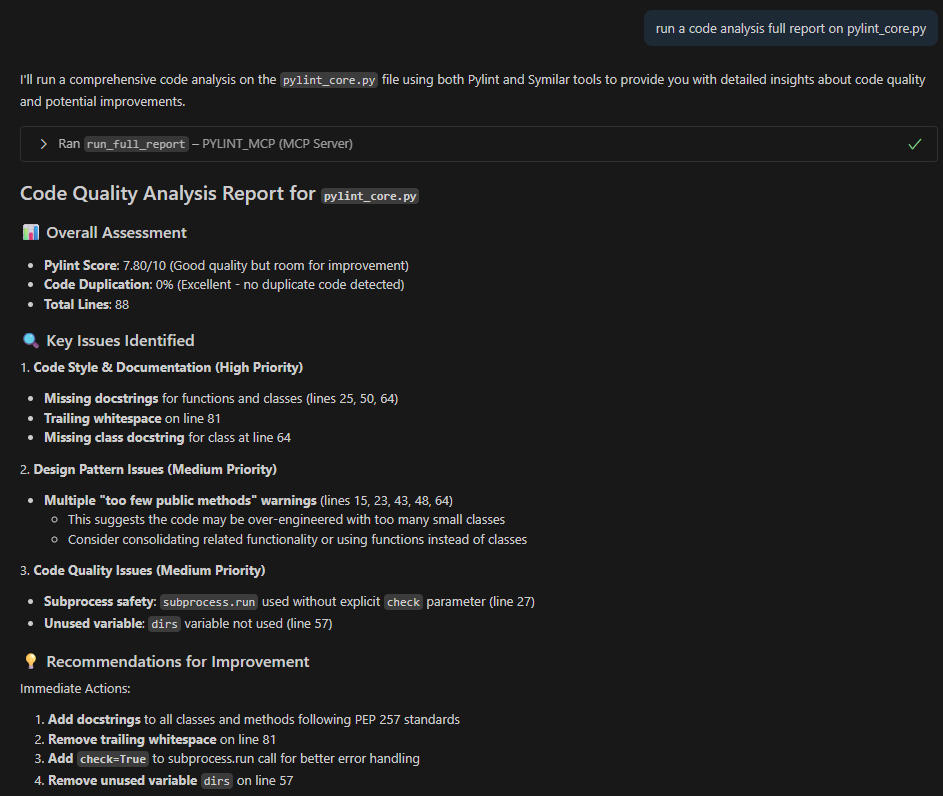 run a code analysis full report on pylint_core.py
I'll run a comprehensive code analysis on the pylint_core.py file using both Pylint and Symilar tools to provide you with detailed insights about code quality
and potential improvements.
Ran run_full_report – PYLINT_MCP (MCP Server)
Code Quality Analysis Report for pylint_core.py
Overall Assessment
• Pylint Score: 7.80/10 (Good quality but room for improvement)
• Code Duplication: 0% (Excellent - no duplicate code detected)
• Total Lines: 88
Key Issues Identified
1. Code Style & Documentation (High Priority)
• Missing docstrings for functions and classes (lines 25, 50, 64)
• Trailing whitespace on line 81
• Missing class docstring for class at line 64
2. Design Pattern Issues (Medium Priority)
• Multiple "too few public methods" warnings (lines 15, 23, 43, 48, 64)
◦ This suggests the code may be over-engineered with too many small classes
◦ Consider consolidating related functionality or using functions instead of classes
3. Code Quality Issues (Medium Priority)
• Subprocess safety: subprocess.run used without explicit check parameter (line 27)
• Unused variable: dirs variable not used (line 57)
Recommendations for Improvement
Immediate Actions:
1. Add docstrings to all classes and methods following PEP 257 standards
2. Remove trailing whitespace on line 81
3. Add check=True to subprocess.run call for better error handling
4. Remove unused variable dirs on line 57